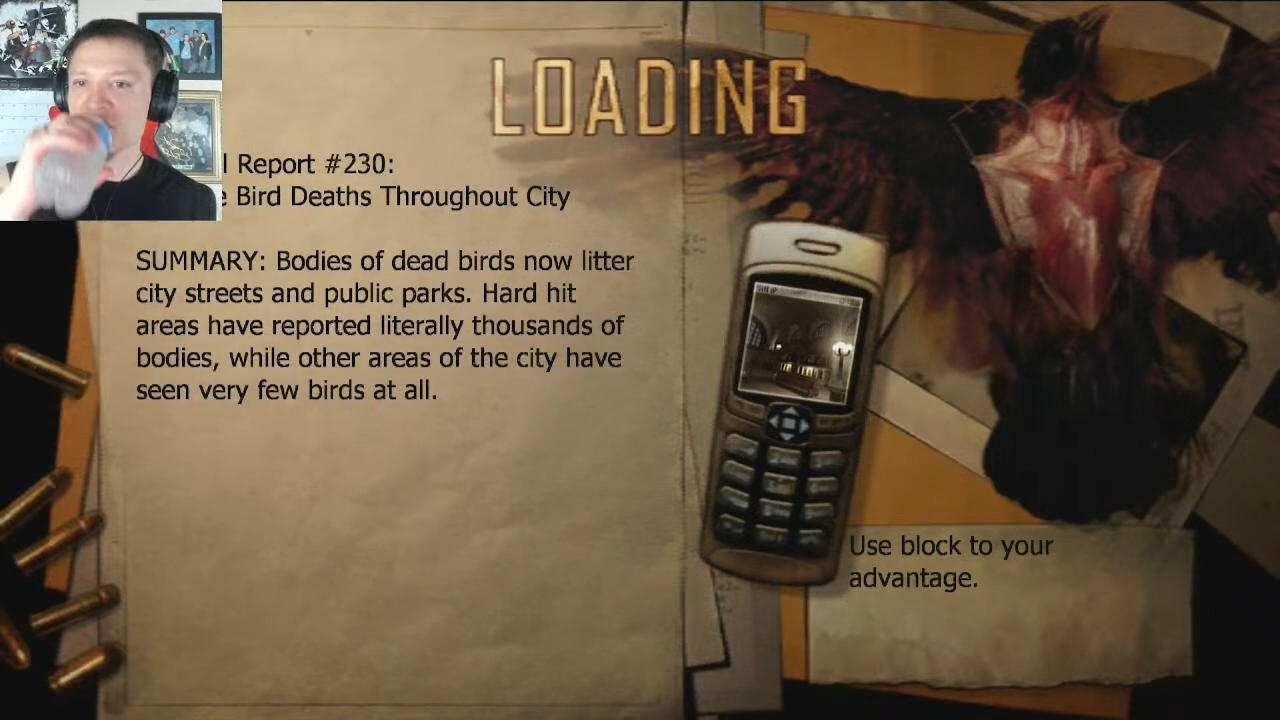 LOADING
l Report #230:
e Bird Deaths Throughout City
SUMMARY: Bodies of dead birds now litter
city streets and public parks. Hard hit
areas have reported literally thousands of
bodies, while other areas of the city have
seen very few birds at all.
Use block to your
advantage.